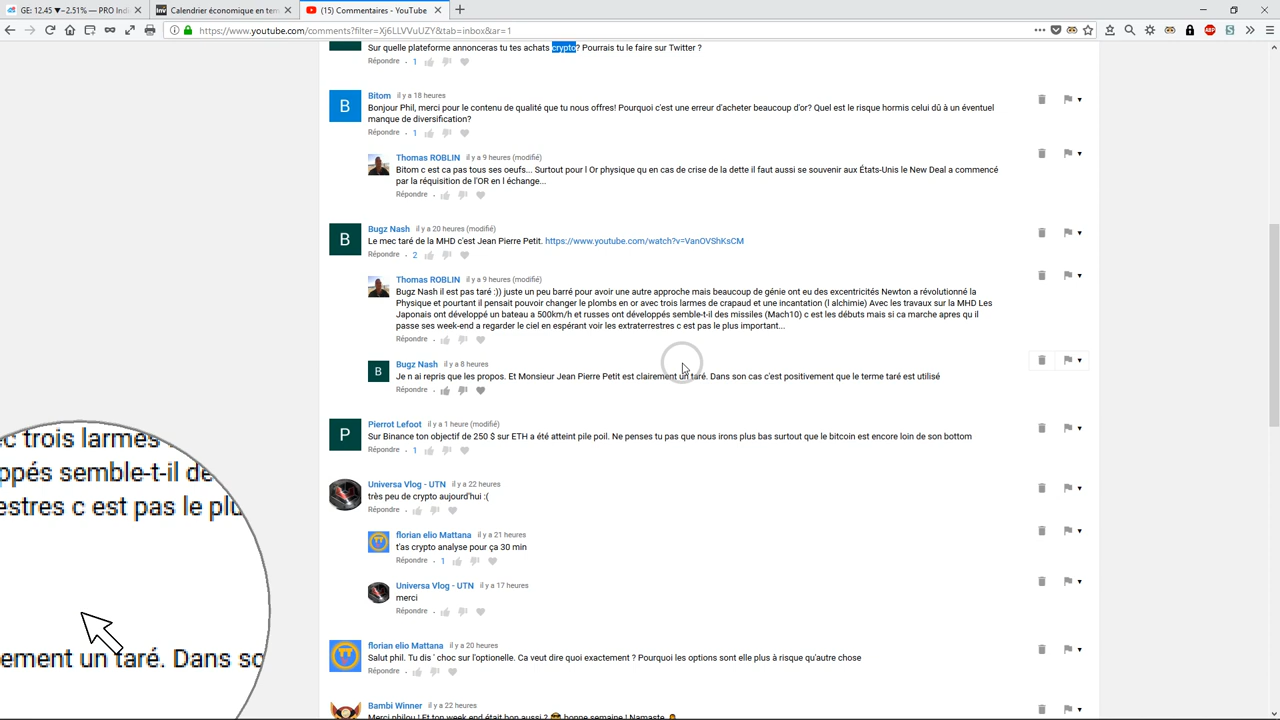 GE: 12.45 ▼−2.51% — PRO Indi
Calendrier économique en tem
(15) Commentaires - YouTube
https://www.youtube.com/comments?filter=Xj6LLVVuUZY&tab=inbox&ar=1
Sur quelle plateforme annonceras tu tes achats crypto? Pourrais tu le faire sur Twitter ?
Répondre . 1
B
Bitom il y a 18 heures
Bonjour Phil, merci pour le contenu de qualité que tu nous offres! Pourquoi c'est une erreur d'acheter beaucoup d'or? Quel est le risque hormis celui dû à un éventuel
manque de diversification?
Répondre . 1
Thomas ROBLIN il y a 9 heures (modifié)
Bitom c est ca pas tous ses oeufs... Surtout pour l Or physique qu en cas de crise de la dette il faut aussi se souvenir aux États-Unis le New Deal a commencé
par la réquisition de l'OR en l échange...
Répondre .
B
Bugz Nash il y a 20 heures (modifié)
Le mec taré de la MHD c'est Jean Pierre Petit. https://www.youtube.com/watch?v=VanOVShKsCM
Répondre . 2
Thomas ROBLIN il y a 9 heures (modifié)
Bugz Nash il est pas taré :)) juste un peu barré pour avoir une autre approche mais beaucoup de génie ont eu des excentricités Newton a révolutionné la
Physique et pourtant il pensait pouvoir changer le plombs en or avec trois larmes de crapaud et une incantation (l alchimie) Avec les travaux sur la MHD Les
Japonais ont développé un bateau a 500km/h et russes ont développés semble-t-il des missiles (Mach10) c est les débuts mais si ca marche apres qu il
passe ses week-end a regarder le ciel en espérant voir les extraterrestres c est pas le plus important...
Répondre .
B
Bugz Nash il y a 8 heures
Je n ai repris que les propos. Et Monsieur Jean Pierre Petit est clairement un taré. Dans son cas c'est positivement que le terme taré est utilisé
Répondre .
P
Pierrot Lefoot il y a 1 heure (modifié)
Sur Binance ton objectif de 250 $ sur ETH a été atteint pile poil. Ne penses tu pas que nous irons plus bas surtout que le bitcoin est encore loin de son bottom
Répondre . 1
Universa Vlog - UTN il y a 22 heures
très peu de crypto aujourd'hui :(
Répondre .
florian elio Mattana il y a 21 heures
t'as crypto analyse pour ça 30 min
Répondre . 1
Universa Vlog - UTN il y a 17 heures
merci
Répondre .
florian elio Mattana il y a 20 heures
Salut phil. Tu dis ' choc sur l'optionelle. Ca veut dire quoi exactement ? Pourquoi les options sont elle plus à risque qu'autre chose
Répondre .
Bambi Winner il y a 22 heures
Merci philou ! Et ton week end était bon aussi ? 😎 bonne semaine ! Namaste
ec trois larmes
ppés semble-t-il de
estres c est pas le plu
ement un taré. Dans so